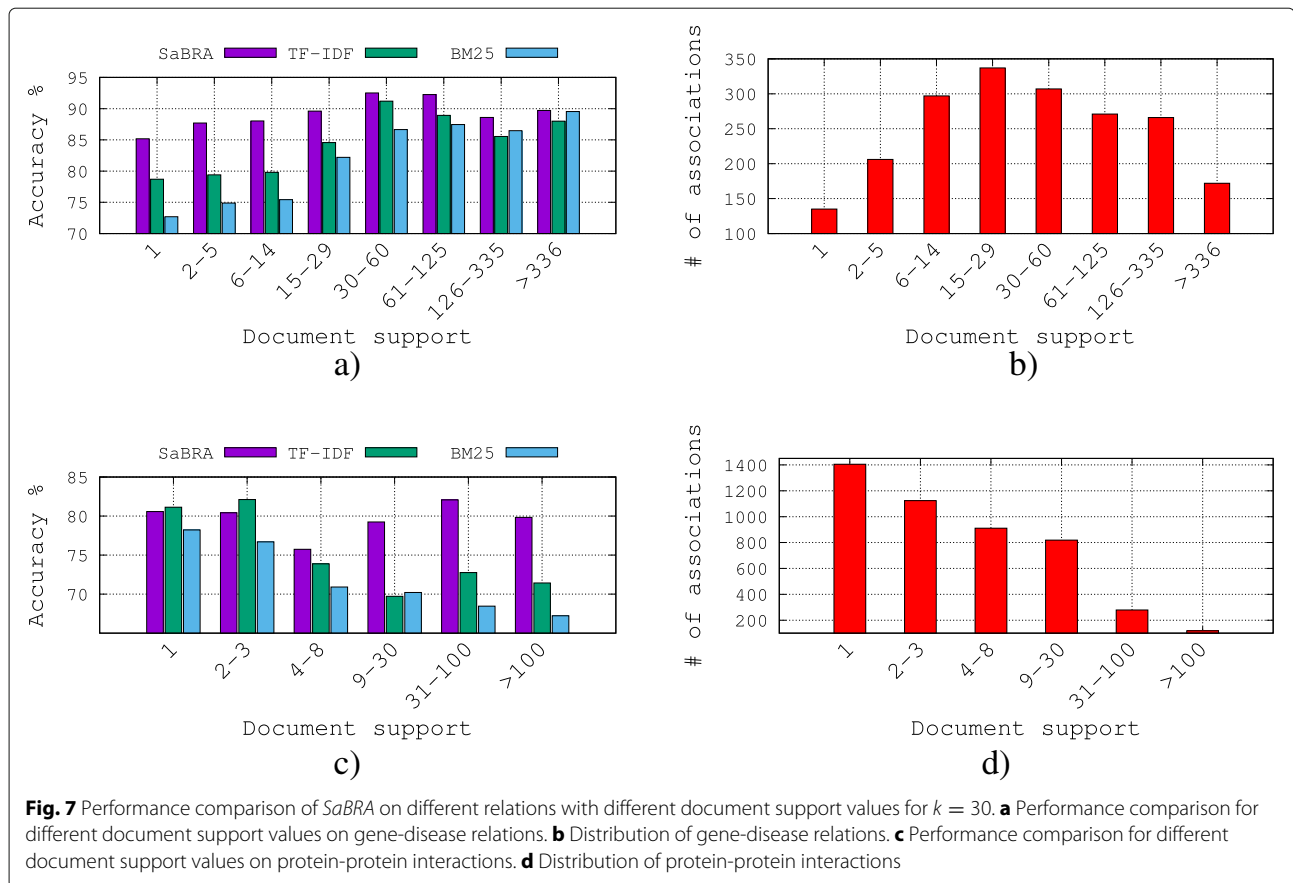 SaBRA TF-IDF BM25
Accuracy %
95
90
85
80
75
70
1 2-5 6-14 15-29 30-60 61-125 126-335 >336
Document support
a)
# of associations
350
300
250
200
150
100
1 2-5 6-14 15-29 30-60 61-125 126-335 >336
Document support
b)
SaBRA TF-IDF BM25
Accuracy %
85
80
75
70
1 2-3 4-8 9-30 31-100 >100
Document support
c)
# of associations
1400
1200
1000
800
600
400
200
1 2-3 4-8 9-30 31-100 >100
Document support
d)
Fig. 7 Performance comparison of SaBRA on different relations with different document support values for k = 30. a Performance comparison for
different document support values on gene-disease relations. b Distribution of gene-disease relations. c Performance comparison for different
document support values on protein-protein interactions. d Distribution of protein-protein interactions